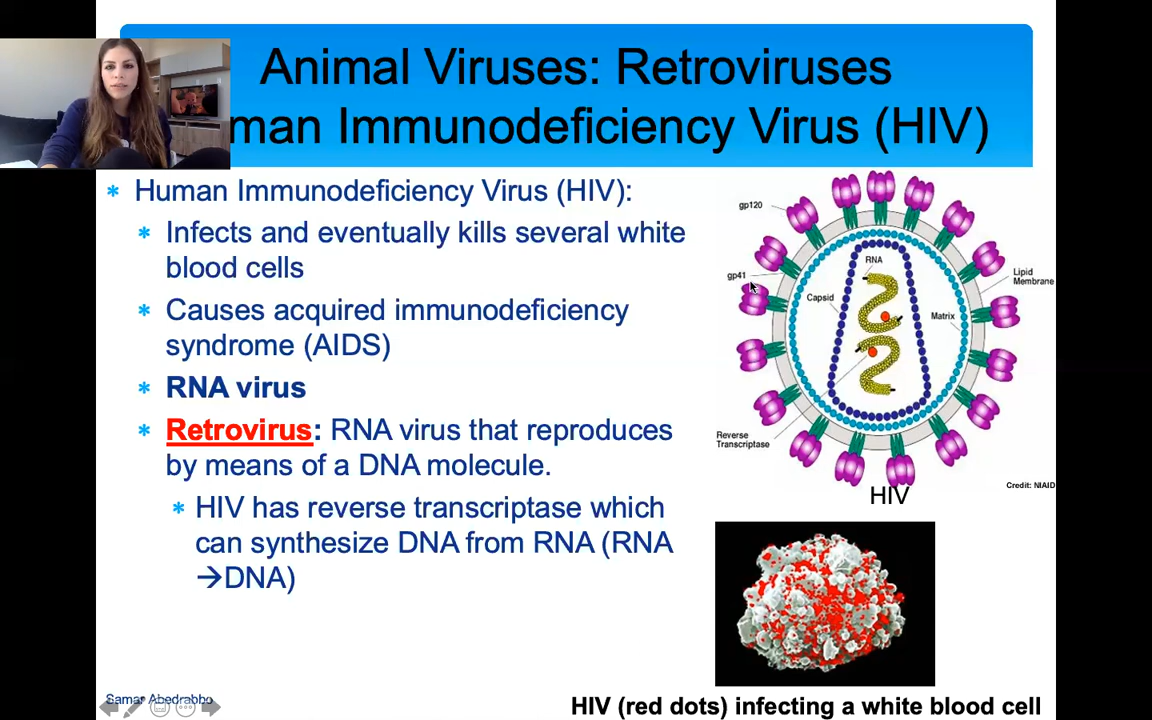 Animal Viruses: Retroviruses
man Immunodeficiency Virus (HIV)
* Human Immunodeficiency Virus (HIV):
* Infects and eventually kills several white
blood cells
* Causes acquired immunodeficiency
syndrome (AIDS)
* RNA virus
* Retrovirus: RNA virus that reproduces
by means of a DNA molecule.
* HIV has reverse transcriptase which
can synthesize DNA from RNA (RNA
→DNA)
gp120
gp41
RNA
Capsid
Lipid
Membrane
Matrix
Reverse
Transcriptase
Credit: NIAID
HIV
HIV (red dots) infecting a white blood cell
Samar Abedrabbo